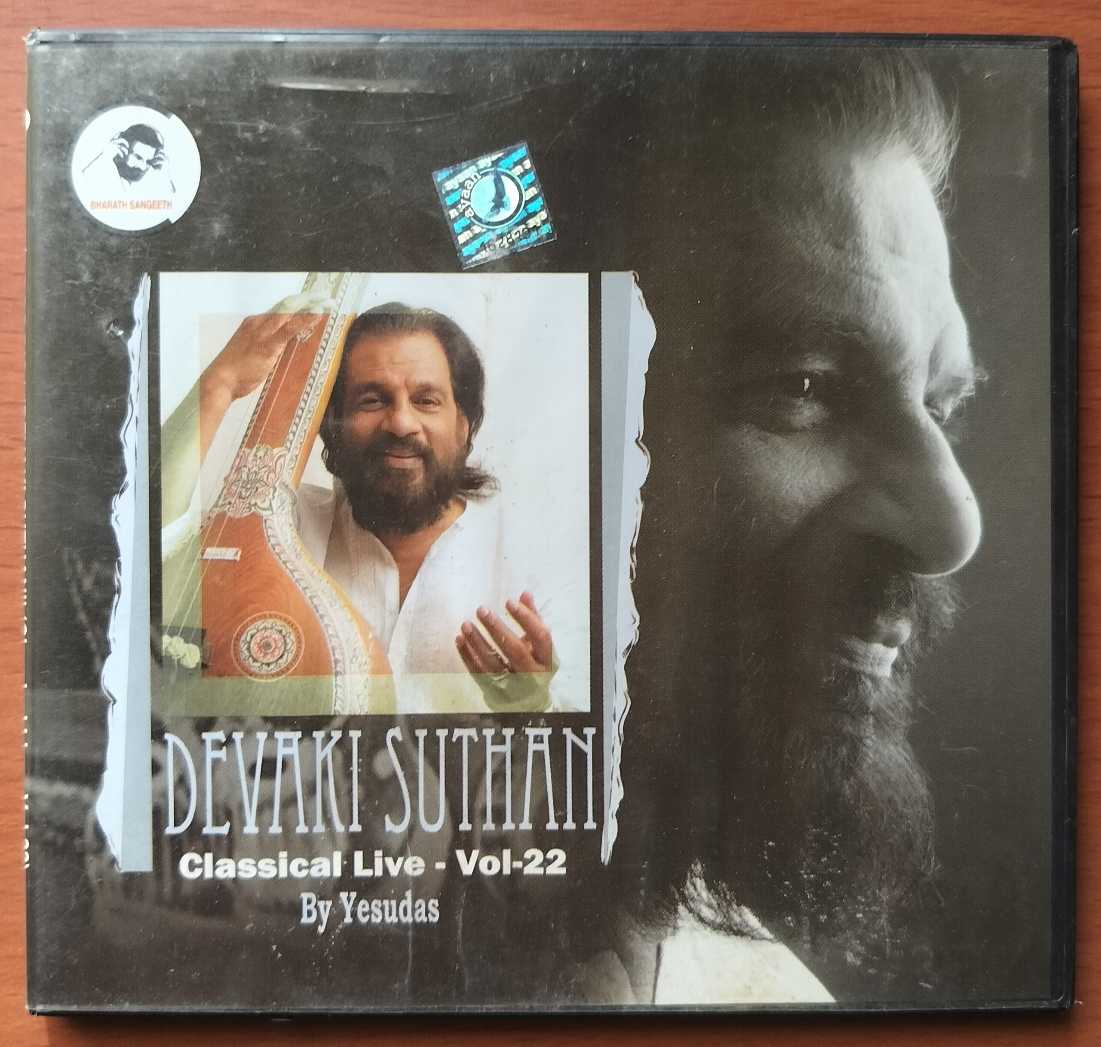 BHARATH SANGEETH
DEVAKI SUTHAN
Classical Live - Vol-22
By Yesudas